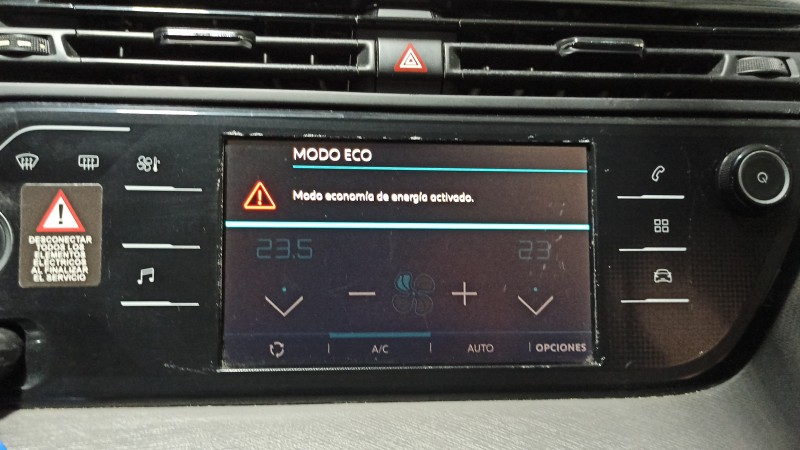 MODO ECO
Modo economía de energía activado.
DESCONECTAR
TODOS LOS
ELEMENTOS
ELÉCTRICOS
AL FINALIZAR
EL SERVICIO
23.5
23
A/C
AUTO
OPCIONES